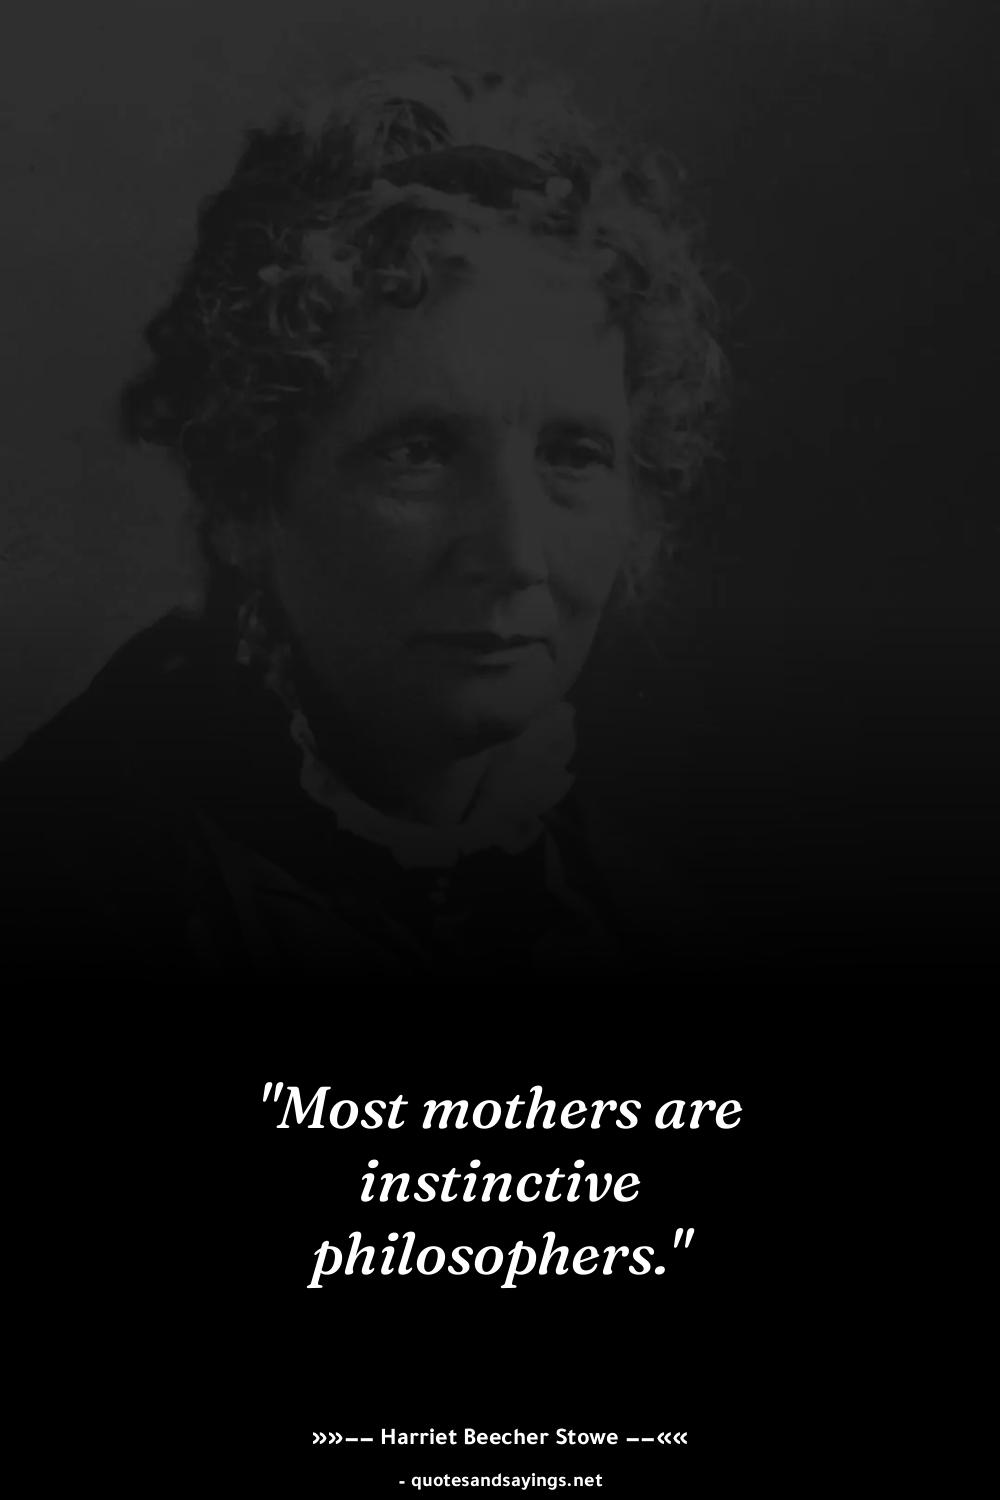 "Most mothers are
instinctive
philosophers."
»»−− Harriet Beecher Stowe −−««
- quotesandsayings.net